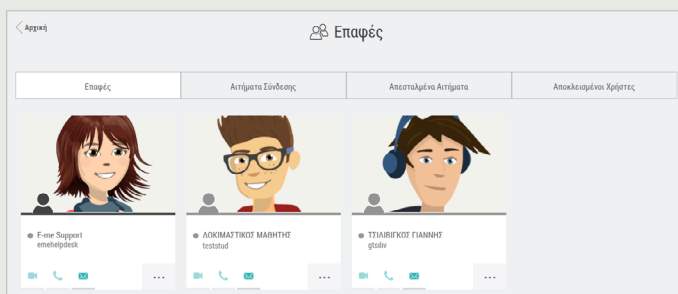 Αρχική
Επαφές
Επαφές
Αιτήματα Σύνδεσης
Απεσταλμένα Αιτήματα
Αποκλεισμένοι Χρήστες
E-me Support
emehelpdesk
ΔΟΚΙΜΑΣΤΙΚΟΣ ΜΑΘΗΤΗΣ
teststud
ΤΣΙΛΙΒΙΓΚΟΣ ΓΙΑΝΝΗΣ
gtsiliv